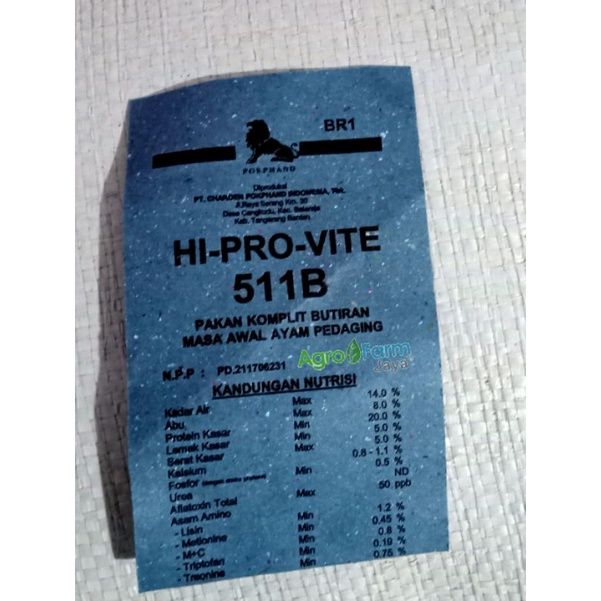 BR1
POKPHAND
Diproduksi
PT. CHAROEN POKPHAND INDONESIA, Tbk.
Jl.Raya Serang Km. 30
Desa Cangkudu, Kec. Balaraja
Kab. Tangerang Banten
HI-PRO-VITE
511B
PAKAN KOMPLIT BUTIRAN
MASA AWAL AYAM PEDAGING
Agro Farm
Jaya
N.P.P : PD.211706231
KANDUNGAN NUTRISI
Kadar Air Max 14.0 %
Abu Max 8.0 %
Protein Kasar Min 20.0 %
Lemak Kasar Min 5.0 %
Serat Kasar Max 5.0 %
Kalsium 0.8 - 1.1 %
Fosfor (dengan enzim phytase) Min 0.5 %
Urea ND
Aflatoxin Total Max 50 ppb
Asam Amino
- Lisin Min 1.2 %
- Metionine Min 0.45 %
- M+C Min 0.8 %
- Triptofan Min 0.19 %
- Treonine Min 0.75 %